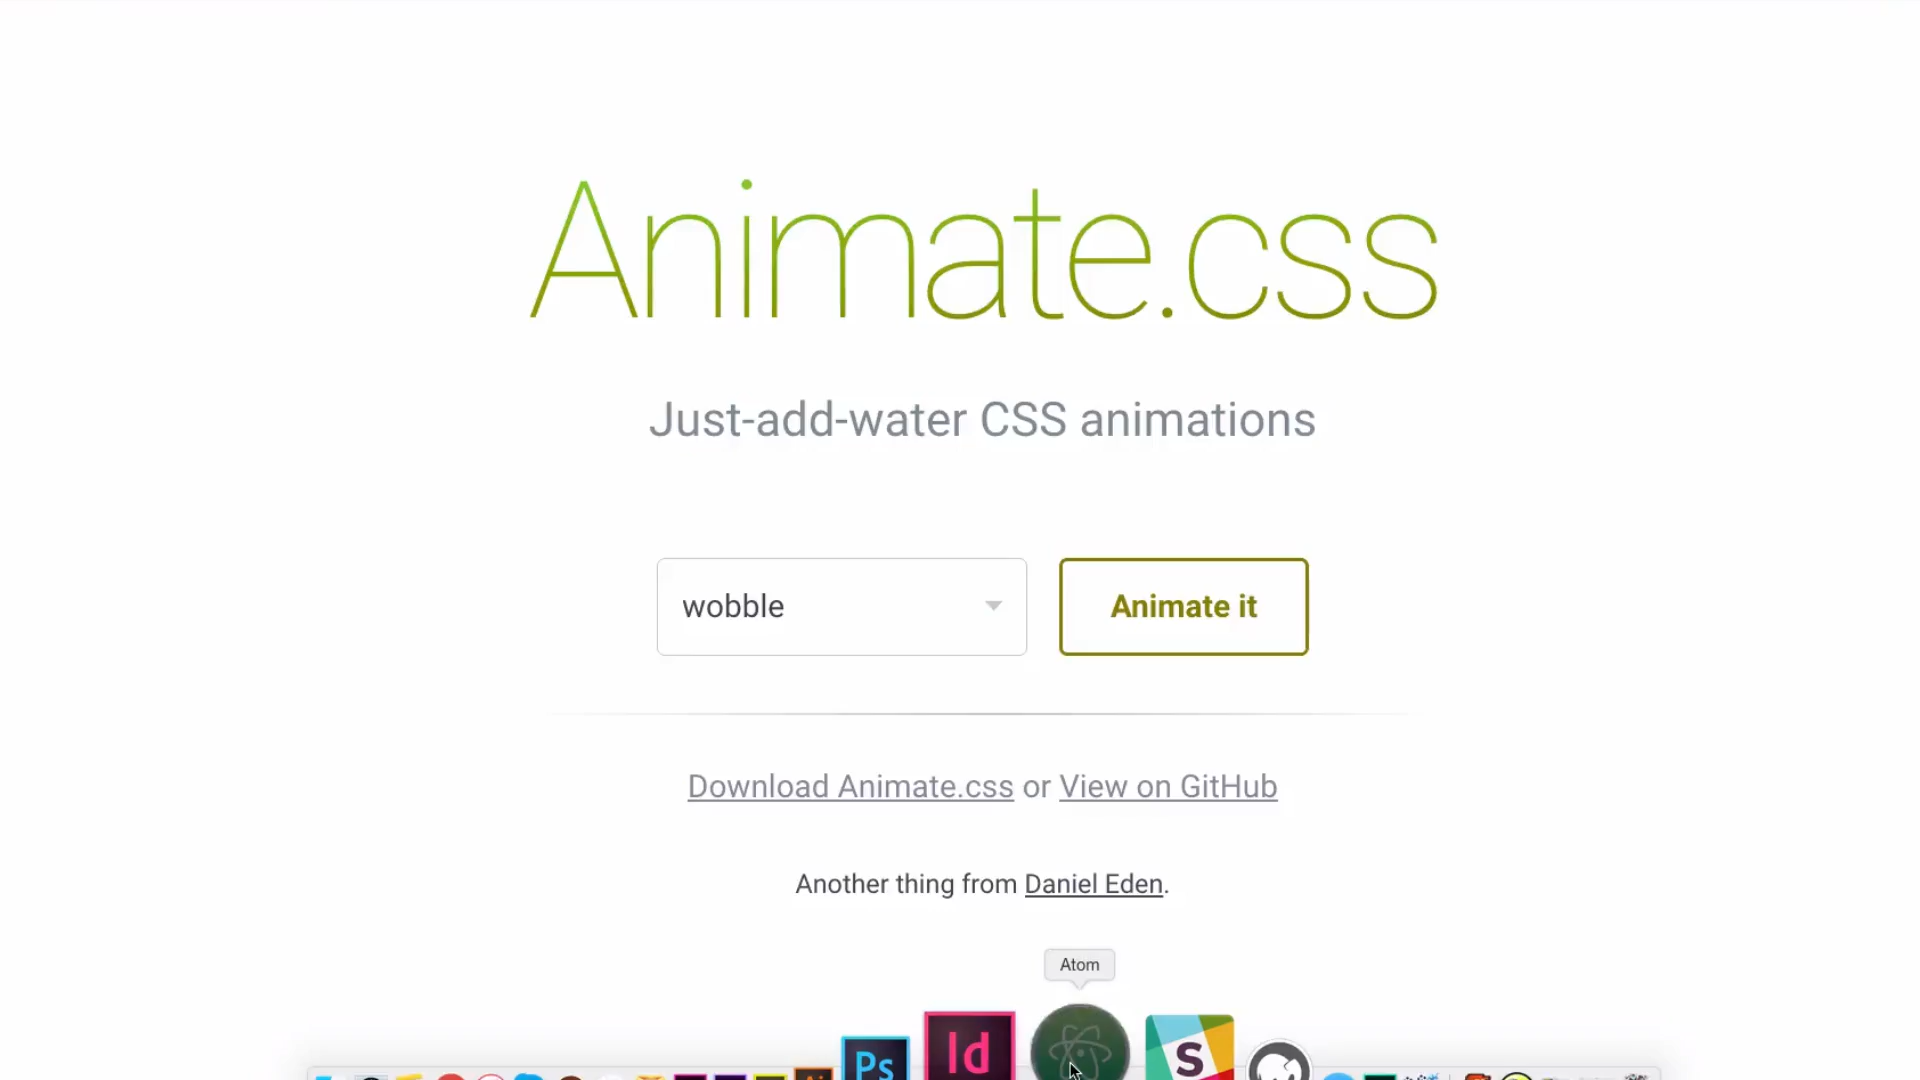 Animate.css
Just-add-water CSS animations
wobble
Animate it
Download Animate.css or View on GitHub
Another thing from Daniel Eden.
Atom
Ps
Id
S
Ai